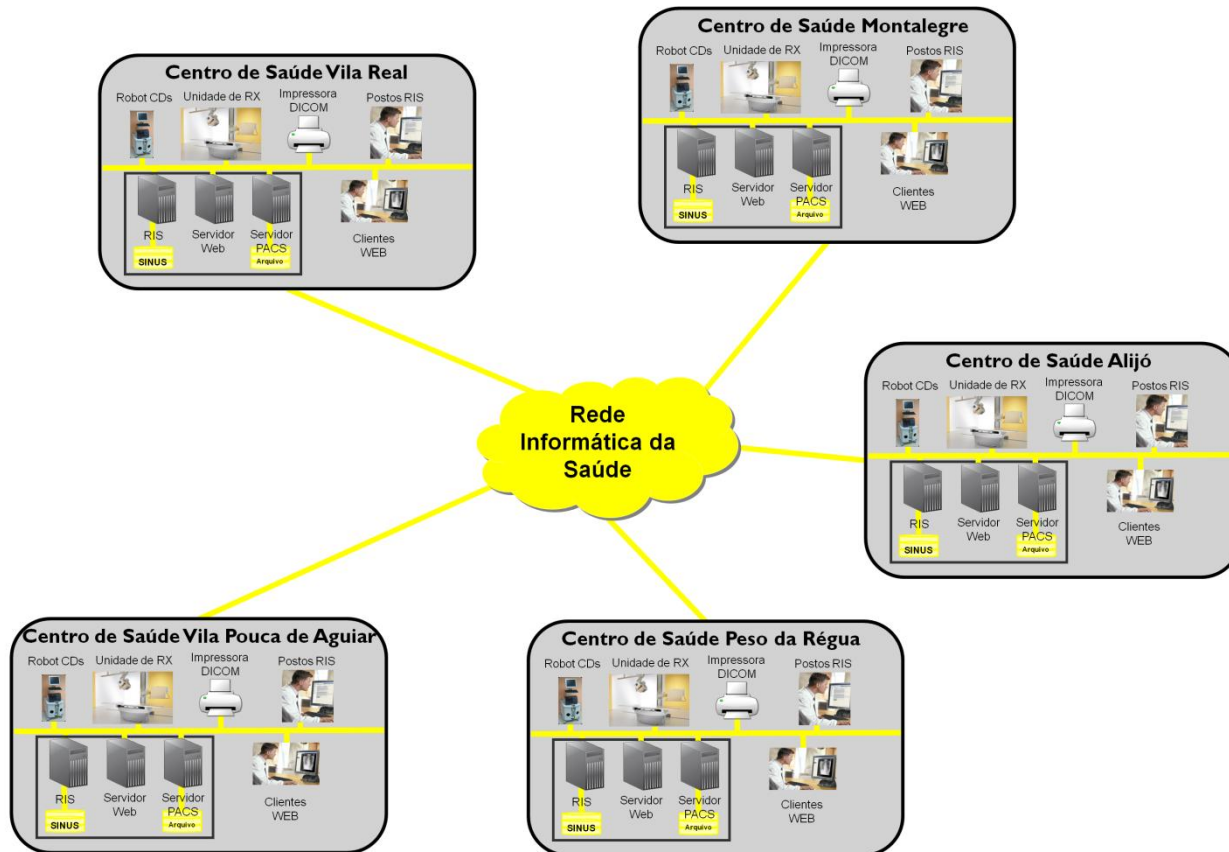 Centro de Saúde Vila Real
Robot CDs
Unidade de RX
Impressora
DICOM
Postos RIS
RIS
SINUS
Servidor
Web
Servidor
PACS
Arquivo
Clientes
WEB
Centro de Saúde Montalegre
Robot CDs
Unidade de RX
Impressora
DICOM
Postos RIS
RIS
SINUS
Servidor
Web
Servidor
PACS
Arquivo
Clientes
WEB
Rede
Informática da
Saúde
Centro de Saúde Alijó
Robot CDs
Unidade de RX
Impressora
DICOM
Postos RIS
RIS
SINUS
Servidor
Web
Servidor
PACS
Arquivo
Clientes
WEB
Centro de Saúde Vila Pouca de Aguiar
Robot CDs
Unidade de RX
Impressora
DICOM
Postos RIS
RIS
SINUS
Servidor
Web
Servidor
PACS
Arquivo
Clientes
WEB
Centro de Saúde Peso da Régua
Robot CDs
Unidade de RX
Impressora
DICOM
Postos RIS
RIS
SINUS
Servidor
Web
Servidor
PACS
Arquivo
Clientes
WEB